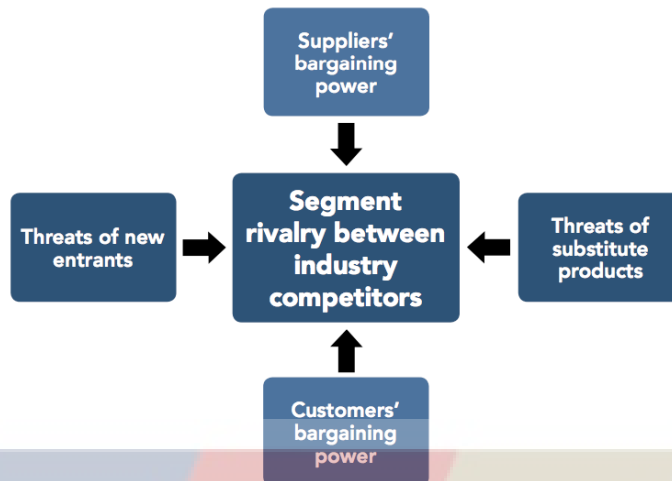 Suppliers'
bargaining
power
Segment
rivalry between
industry
competitors
Threats of new
entrants
Threats of
substitute
products
Customers'
bargaining
power